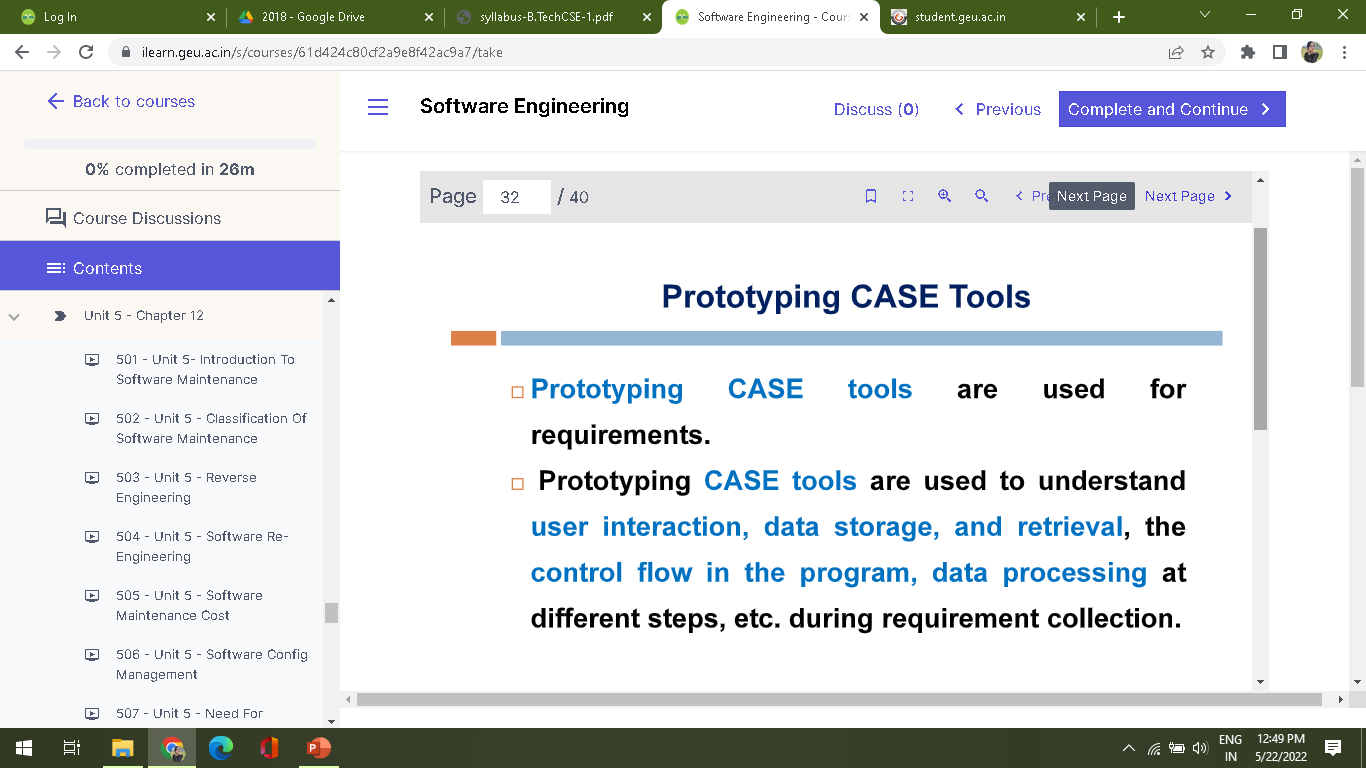 Log In
2018 - Google Drive
syllabus-B.TechCSE-1.pdf
Software Engineering - Cours
student.geu.ac.in
ilearn.geu.ac.in/s/courses/61d424c80cf2a9e8f42ac9a7/take
Back to courses
0% completed in 26m
Course Discussions
Contents
Unit 5 - Chapter 12
501 - Unit 5- Introduction To
Software Maintenance
502 - Unit 5 - Classification Of
Software Maintenance
503 - Unit 5 - Reverse
Engineering
504 - Unit 5 - Software Re-
Engineering
505 - Unit 5 - Software
Maintenance Cost
506 - Unit 5 - Software Config
Management
507 - Unit 5 - Need For
Software Engineering
Discuss (0)
Previous
Complete and Continue
Page 32 / 40
Pre
Next Page
Next Page
Prototyping CASE Tools
Prototyping CASE tools are used for
requirements.
Prototyping CASE tools are used to understand
user interaction, data storage, and retrieval, the
control flow in the program, data processing at
different steps, etc. during requirement collection.
ENG
IN
12:49 PM
5/22/2022